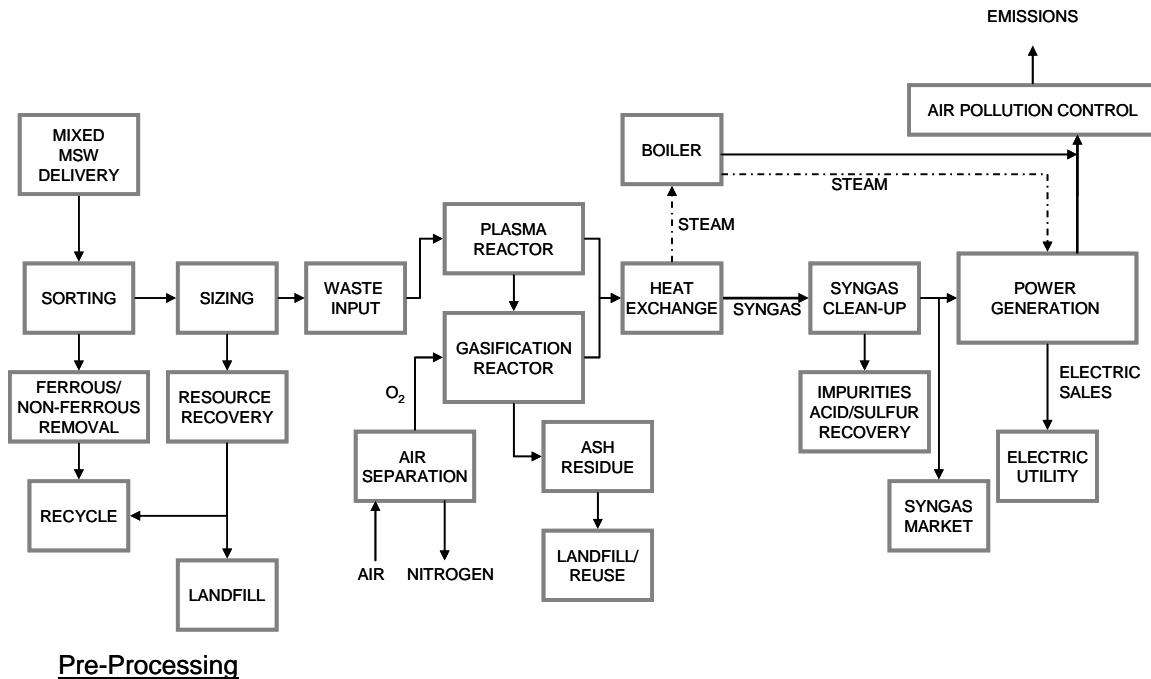 EMISSIONS
AIR POLLUTION CONTROL
MIXED
MSW
DELIVERY
BOILER
STEAM
STEAM
PLASMA
REACTOR
SORTING
SIZING
WASTE
INPUT
HEAT
EXCHANGE
SYNGAS
SYNGAS
CLEAN-UP
POWER
GENERATION
GASIFICATION
REACTOR
O2
FERROUS/
NON-FERROUS
REMOVAL
RESOURCE
RECOVERY
IMPURITIES
ACID/SULFUR
RECOVERY
ELECTRIC
SALES
AIR
SEPARATION
ASH
RESIDUE
ELECTRIC
UTILITY
RECYCLE
SYNGAS
MARKET
AIR
NITROGEN
LANDFILL/
REUSE
LANDFILL
Pre-Processing